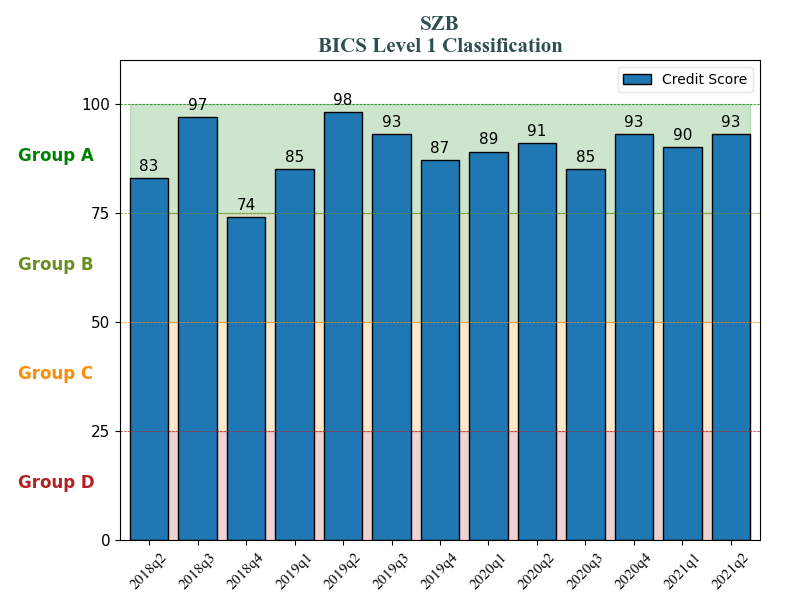 SZB
BICS Level 1 Classification
Credit Score
100
75
50
25
0
Group A
Group B
Group C
Group D
83
97
74
85
98
93
87
89
91
85
93
90
93
2018q2
2018q3
2018q4
2019q1
2019q2
2019q3
2019q4
2020q1
2020q2
2020q3
2020q4
2021q1
2021q2